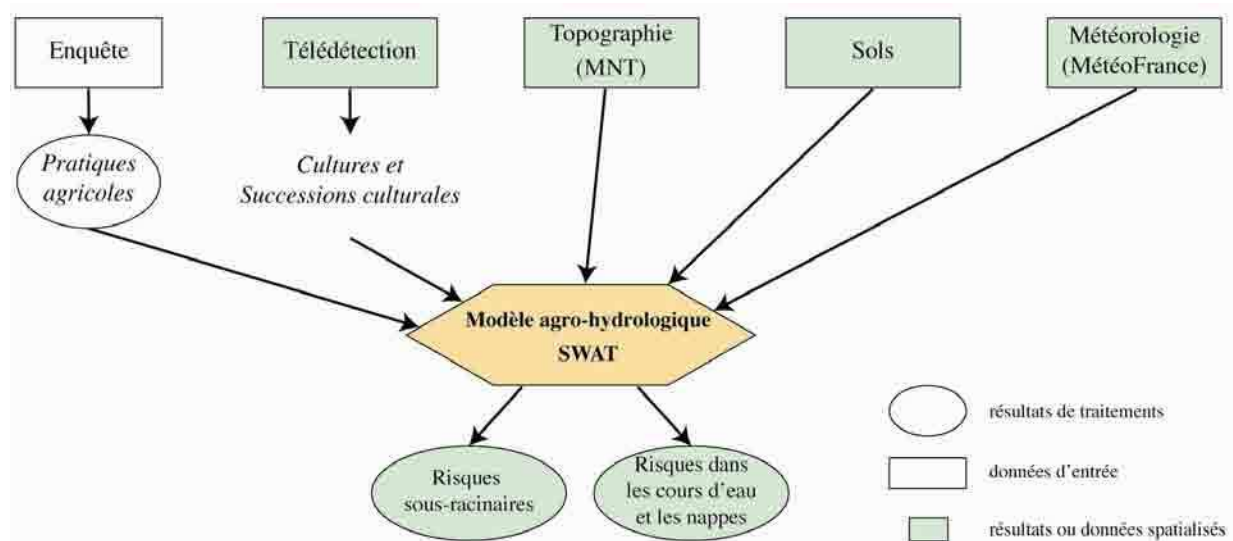 Enquête
Télédétection
Topographie
(MNT)
Sols
Météorologie
(MétéoFrance)
Pratiques
agricoles
Cultures et
Successions culturales
Modèle agro-hydrologique
SWAT
Risques
sous-racinaires
Risques dans
les cours d'eau
et les nappes
résultats de traitements
données d'entrée
résultats ou données spatialisés